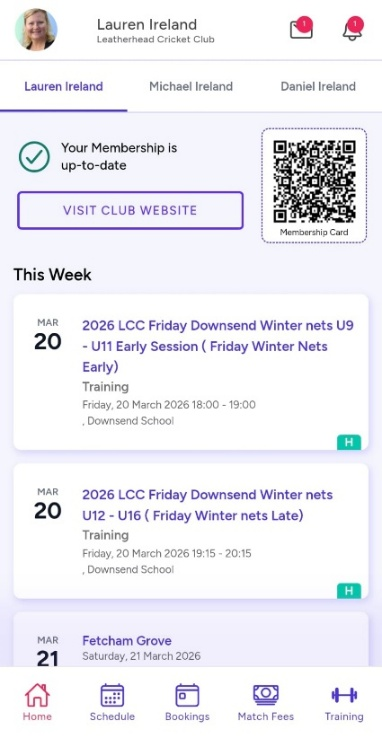 Lauren Ireland
Leatherhead Cricket Club
1
1
Lauren Ireland
Michael Ireland
Daniel Ireland
Your Membership is
up-to-date
VISIT CLUB WEBSITE
Membership Card
This Week
MAR
20
2026 LCC Friday Downsend Winter nets U9
- U11 Early Session ( Friday Winter Nets
Early)
Training
Friday, 20 March 2026 18:00 - 19:00
, Downsend School
H
MAR
20
2026 LCC Friday Downsend Winter nets
U12 - U16 ( Friday Winter nets Late)
Training
Friday, 20 March 2026 19:15 - 20:15
, Downsend School
H
MAR
21
Fetcham Grove
Saturday, 21 March 2026
Home
Schedule
Bookings
Match Fees
Training